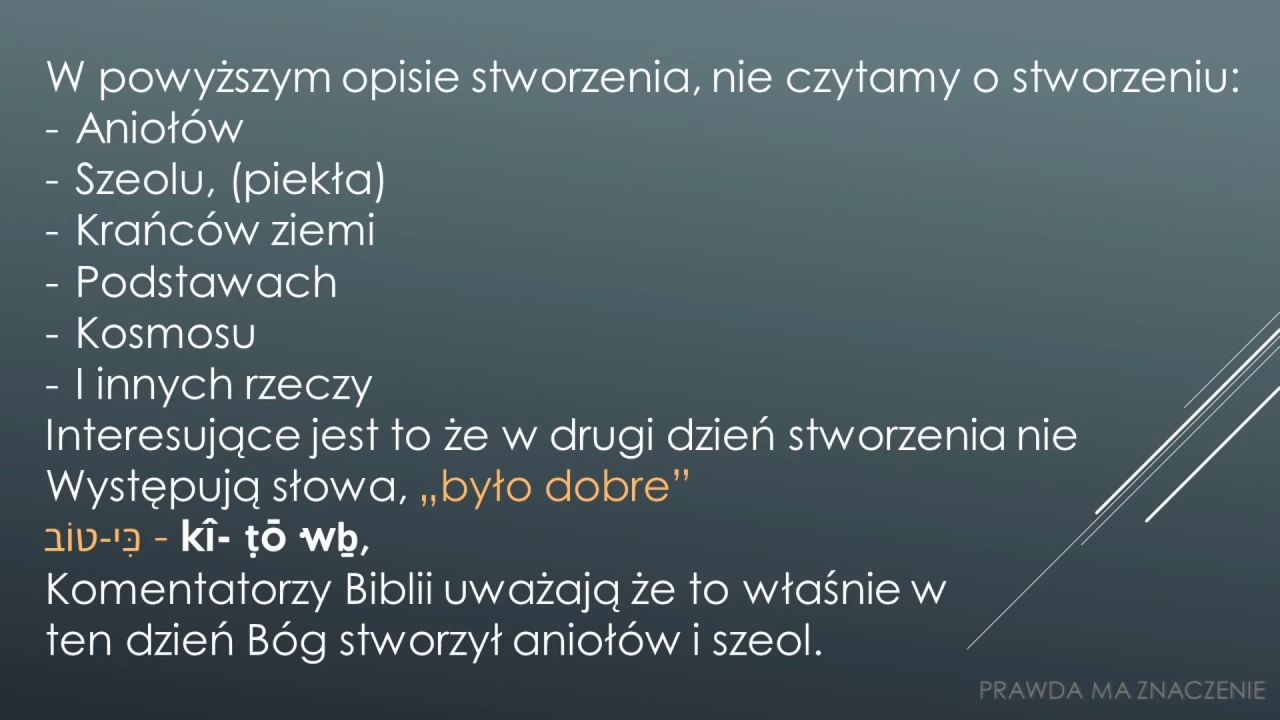 W powyższym opisie stworzenia, nie czytamy o stworzeniu:
- Aniołów
- Szeolu, (piekła)
- Krańców ziemi
- Podstawach
- Kosmosu
- I innych rzeczy
Interesujące jest to że w drugi dzień stworzenia nie
Występują słowa, „było dobre”
כִּי-טוֹב - kî- ṭō wḇ,
Komentatorzy Biblii uważają że to właśnie w
ten dzień Bóg stworzył aniołów i szeol.
PRAWDA MA ZNACZENIE